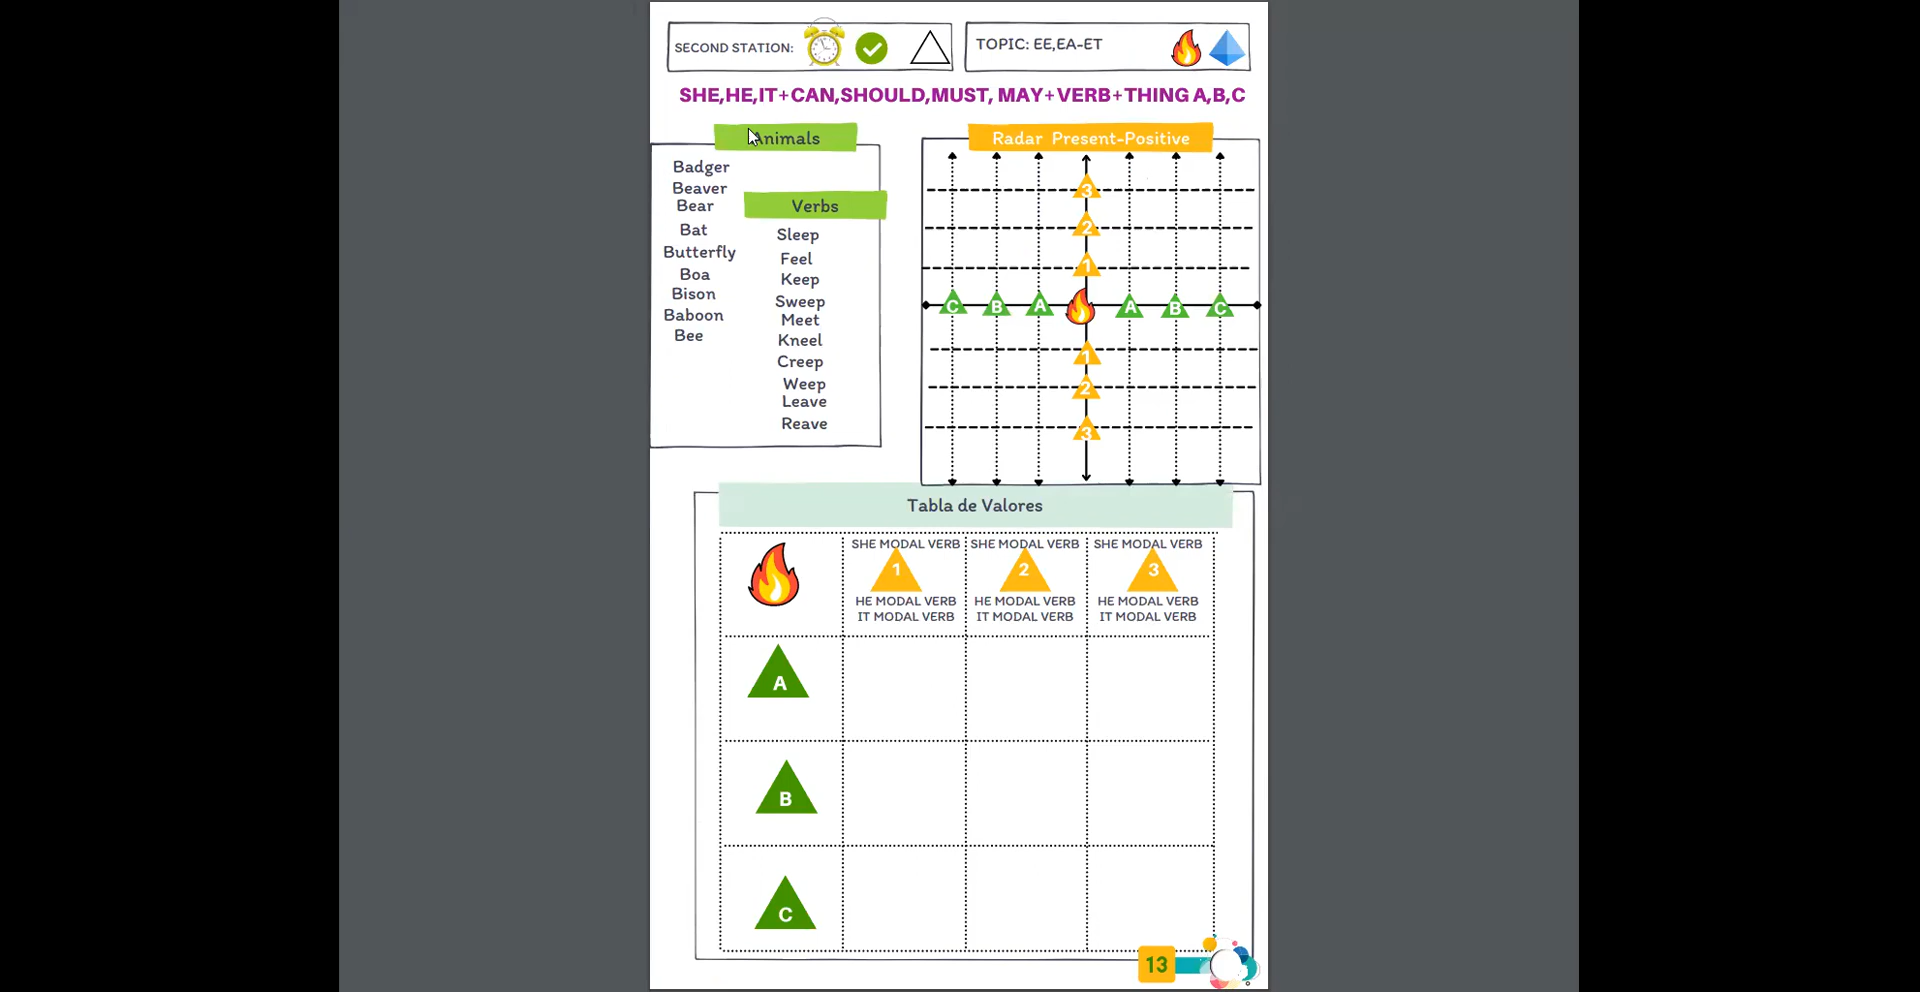 SECOND STATION:
TOPIC: EE,EA-ET
SHE,HE,IT+CAN,SHOULD,MUST, MAY+VERB+THING A,B,C
Animals
Badger
Beaver
Bear
Bat
Butterfly
Boa
Bison
Baboon
Bee
Verbs
Sleep
Feel
Keep
Sweep
Meet
Kneel
Creep
Weep
Leave
Reave
Radar Present-Positive
3
2
1
C B A A B C
1
2
3
Tabla de Valores
SHE MODAL VERB SHE MODAL VERB SHE MODAL VERB
1 2 3
HE MODAL VERB HE MODAL VERB HE MODAL VERB
IT MODAL VERB IT MODAL VERB IT MODAL VERB
A
B
C
13